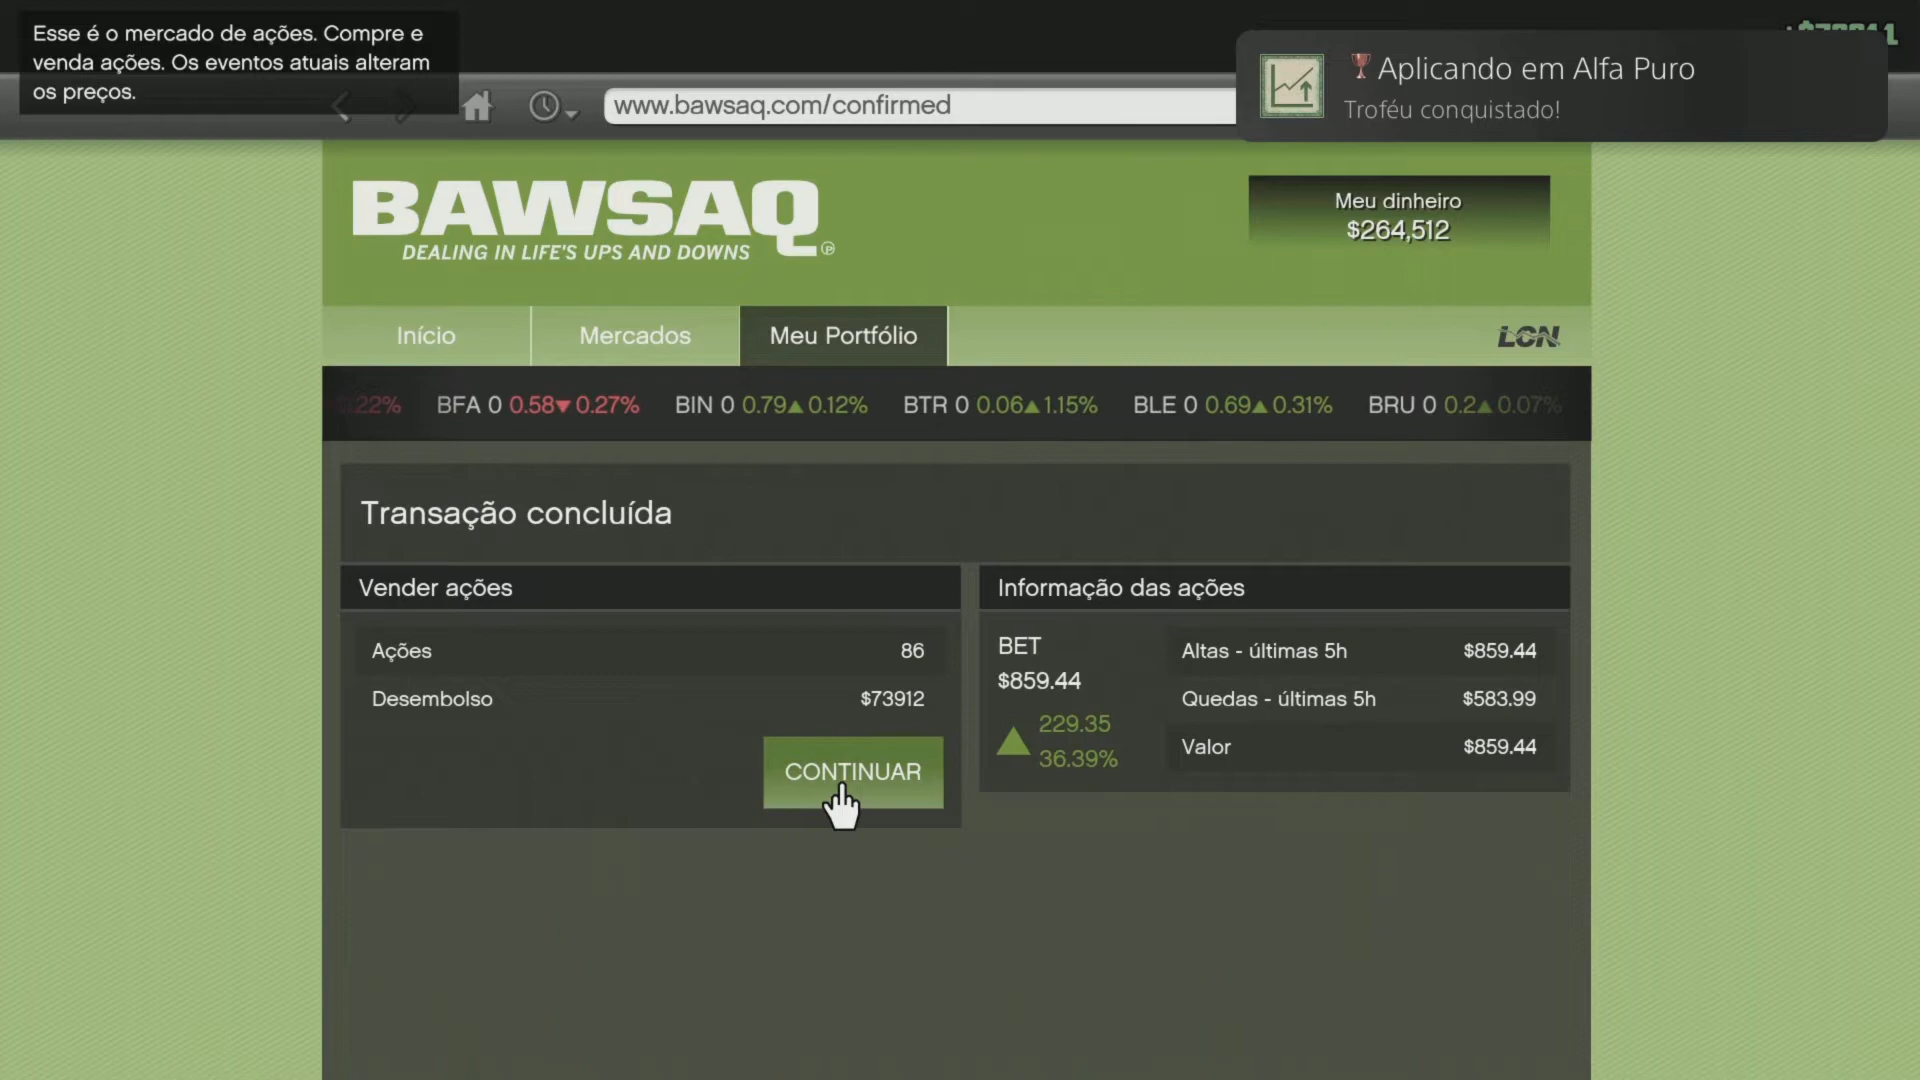 Esse é o mercado de ações. Compre e
venda ações. Os eventos atuais alteram
os preços.
Aplicando em Alfa Puro
Troféu conquistado!
www.bawsaq.com/confirmed
BAWSAQ
DEALING IN LIFE'S UPS AND DOWNS
Meu dinheiro
$264,512
Início
Mercados
Meu Portfólio
LCN
.22% BFA 0 0.58▼0.27% BIN 0 0.79▲0.12% BTR 0 0.06▲1.15% BLE 0 0.69▲0.31% BRU 0 0.2▲0.07%
Transação concluída
Vender ações
Ações 86
Desembolso $73912
CONTINUAR
Informação das ações
BET
$859.44
229.35
36.39%
Altas - últimas 5h $859.44
Quedas - últimas 5h $583.99
Valor $859.44